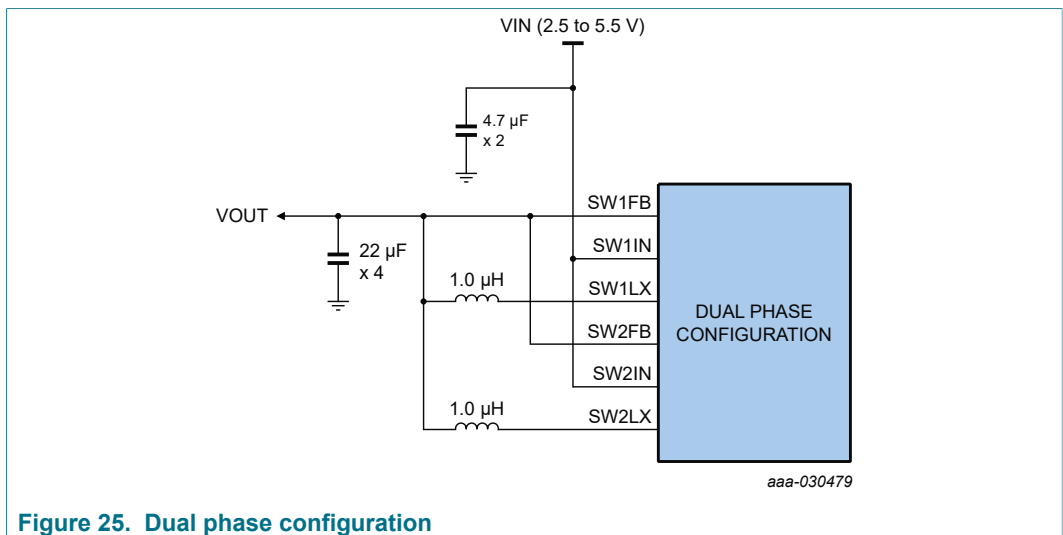 VIN (2.5 to 5.5 V)
4.7 µF
x 2
VOUT
22 µF
x 4
1.0 µH
1.0 µH
SW1FB
SW1IN
SW1LX
SW2FB
SW2IN
SW2LX
DUAL PHASE
CONFIGURATION
aaa-030479
Figure 25. Dual phase configuration